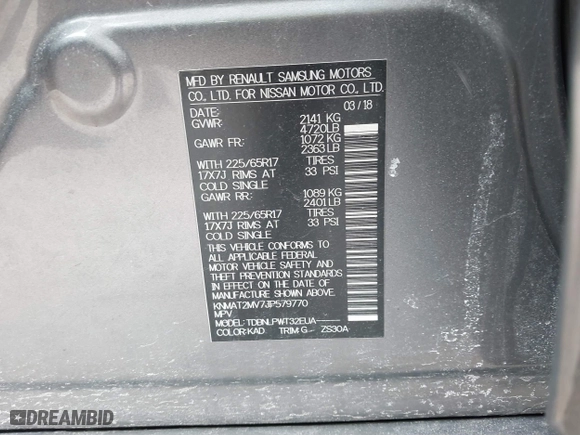 MFD BY RENAULT SAMSUNG MOTORS
CO., LTD. FOR NISSAN MOTOR CO., LTD.
DATE: 03/18
GVWR: 2141 KG
4720LB
GAWR FR: 1072 KG
2363LB
WITH 225/65R17 TIRES
17X7J RIMS AT 33 PSI
COLD SINGLE
GAWR RR: 1089 KG
2401LB
WITH 225/65R17 TIRES
17X7J RIMS AT 33 PSI
COLD SINGLE
THIS VEHICLE CONFORMS TO
ALL APPLICABLE FEDERAL
MOTOR VEHICLE SAFETY AND
THEFT PREVENTION STANDARDS
IN EFFECT ON THE DATE OF
MANUFACTURE SHOWN ABOVE.
KNMAT2MV7JP579770
MPV
MODEL: TDBNLPWT32EUA-----
COLOR:KAD TRIM:G- ZS30A
DREAMBID